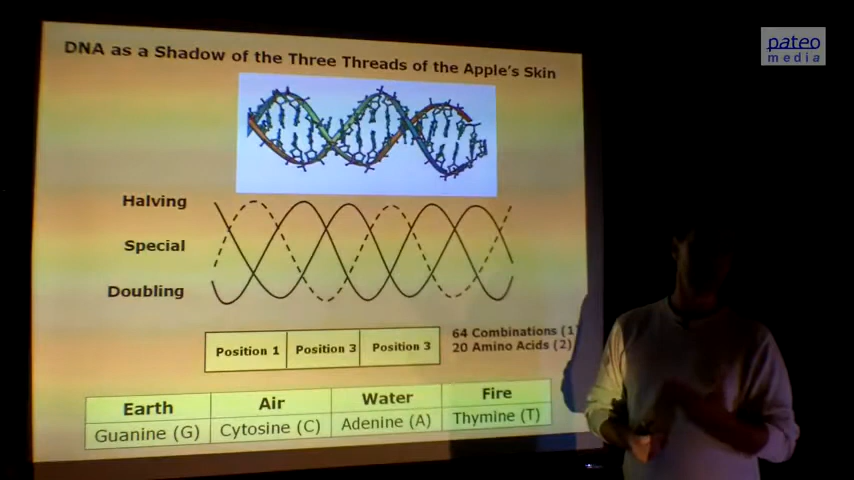 pateo
media
DNA as a Shadow of the Three Threads of the Apple's Skin
Halving
Special
Doubling
Position 1 Position 3 Position 3
64 Combinations (1
20 Amino Acids (2)
Earth Air Water Fire
Guanine (G) Cytosine (C) Adenine (A) Thymine (T)